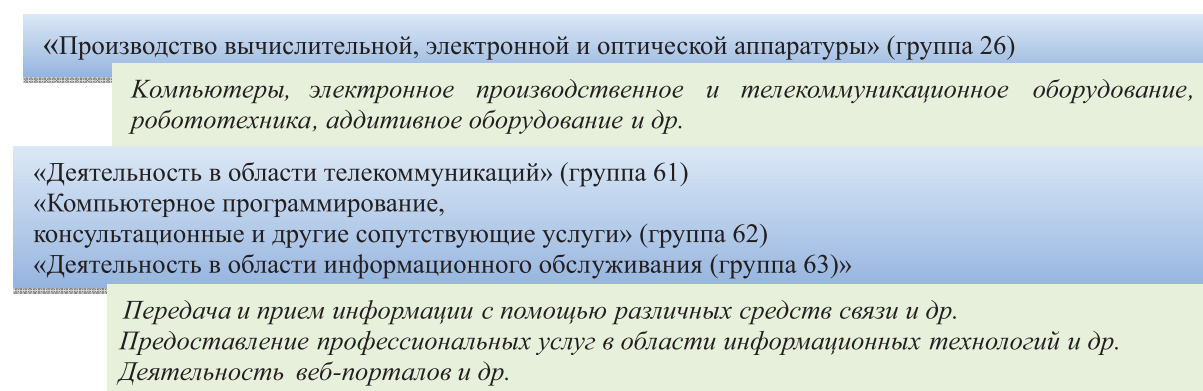 «Производство вычислительной, электронной и оптической аппаратуры» (группа 26)
Компьютеры, электронное производственное и телекоммуникационное оборудование,
робототехника, аддитивное оборудование и др.
«Деятельность в области телекоммуникаций» (группа 61)
«Компьютерное программирование,
консультационные и другие сопутствующие услуги» (группа 62)
«Деятельность в области информационного обслуживания (группа 63)»
Передача и прием информации с помощью различных средств связи и др.
Предоставление профессиональных услуг в области информационных технологий и др.
Деятельность веб-порталов и др.